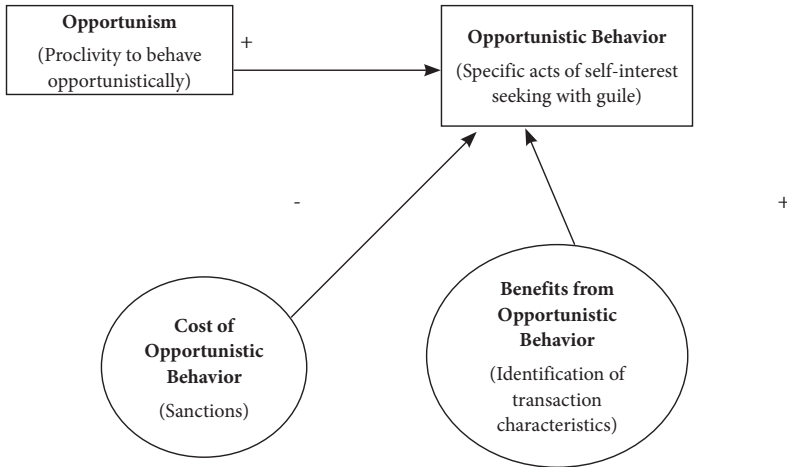 Opportunism
(Proclivity to behave
opportunistically)
+
Opportunistic Behavior
(Specific acts of self-interest
seeking with guile)
-
+
Cost of
Opportunistic
Behavior
(Sanctions)
Benefits from
Opportunistic
Behavior
(Identification of
transaction
characteristics)